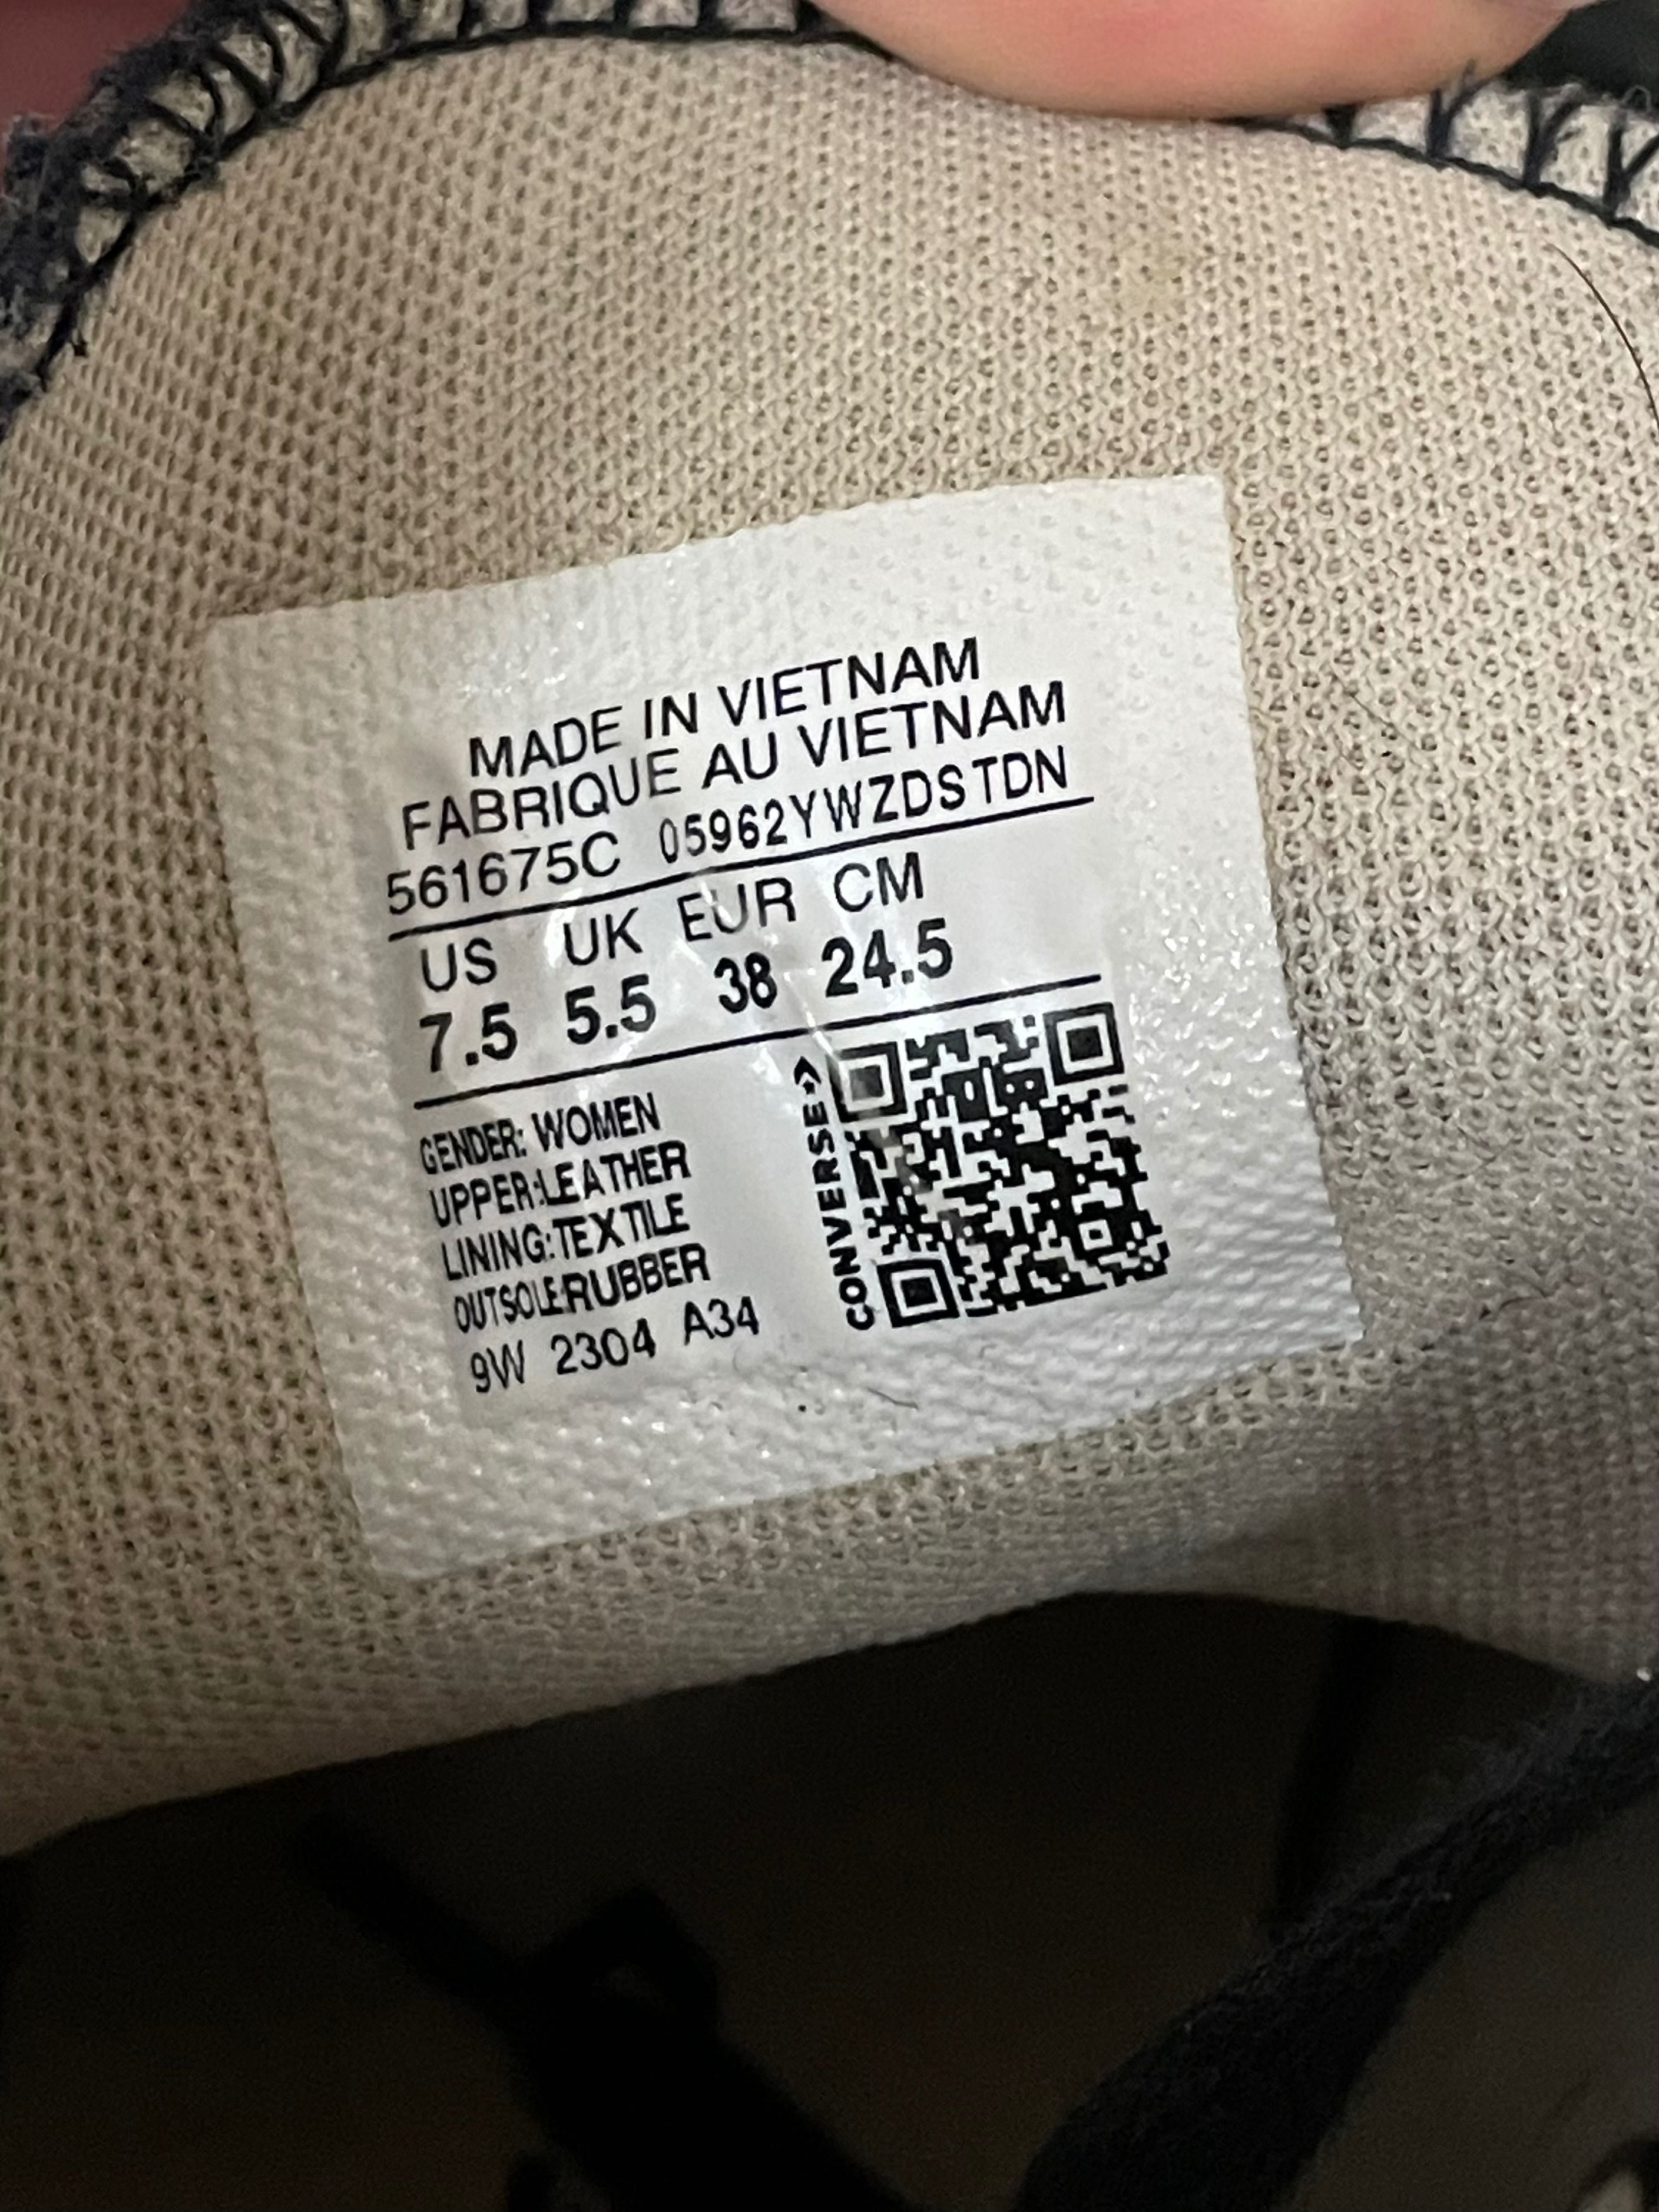 MADE IN VIETNAM
FABRIQUE AU VIETNAM
561675C 05962YWZDSTDN
US UK EUR CM
7.5 5.5 38 24.5
GENDER: WOMEN
UPPER:LEATHER
LINING:TEXTILE
OUTSOLE:RUBBER
9W 2304 A34
CONVERSE